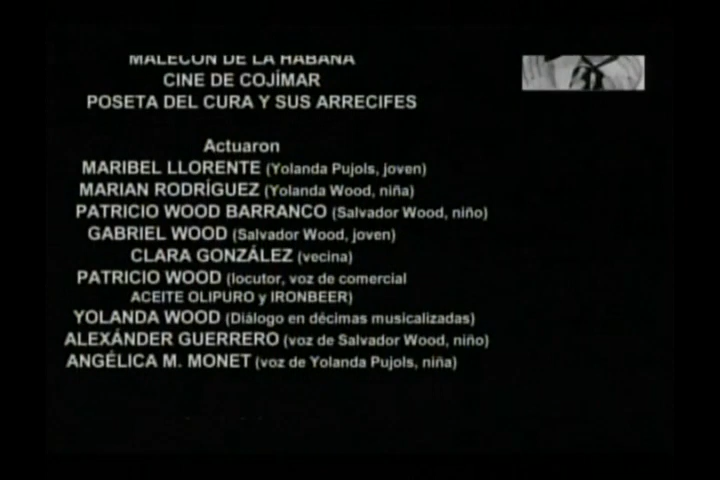 MALECÓN DE LA HABANA
CINE DE COJÍMAR
POSETA DEL CURA Y SUS ARRECIFES
Actuaron
MARIBEL LLORENTE (Yolanda Pujols, joven)
MARIAN RODRÍGUEZ (Yolanda Wood, niña)
PATRICIO WOOD BARRANCO (Salvador Wood, niño)
GABRIEL WOOD (Salvador Wood, joven)
CLARA GONZÁLEZ (vecina)
PATRICIO WOOD (locutor, voz de comercial
ACEITE OLIPURO y IRONBEER)
YOLANDA WOOD (Diálogo en décimas musicalizadas)
ALEXÁNDER GUERRERO (voz de Salvador Wood, niño)
ANGÉLICA M. MONET (voz de Yolanda Pujols, niña)